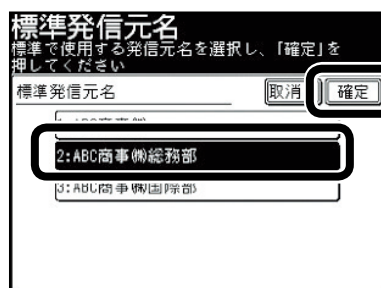 標準発信元名
標準で使用する発信元名を選択し、「確定」を
押してください
標準発信元名
取消
確定
2:ABC商事㈱総務部
3:ABC商事㈱国際部